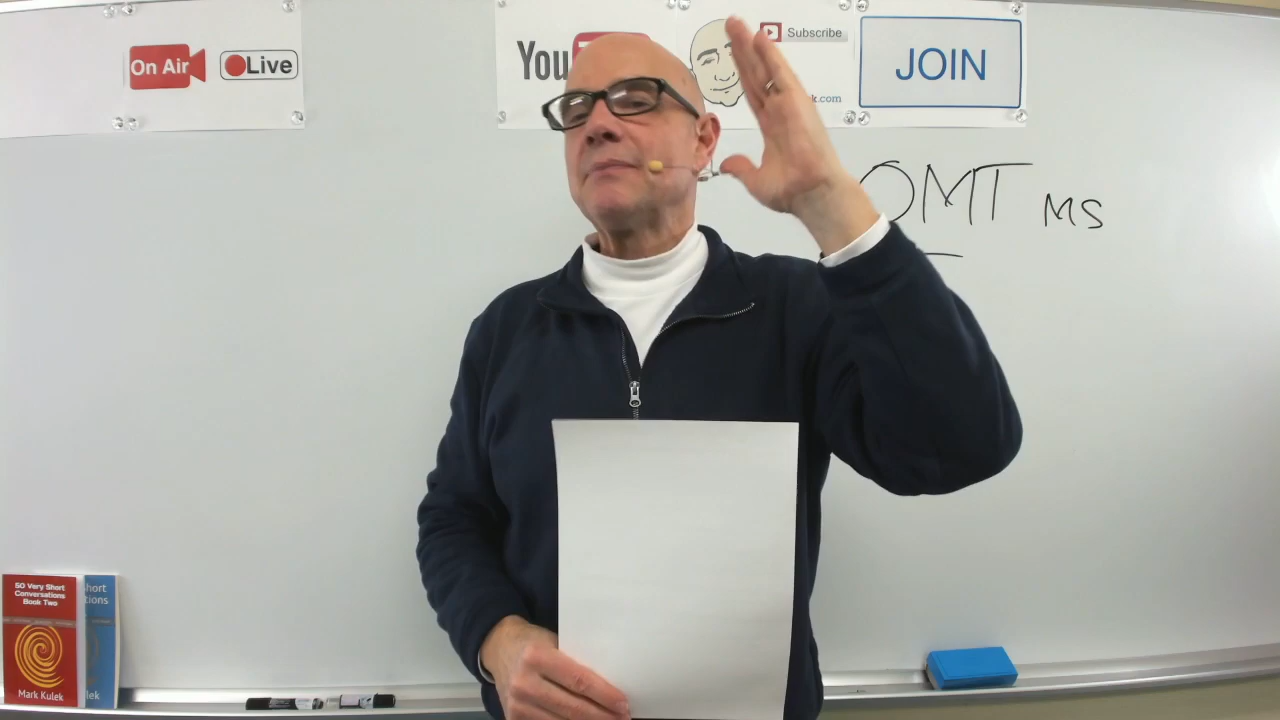 On Air
Live
You
Subscribe
k.com
JOIN
OMT MS
50 Very Short
Conversations
Book Two
Mark Kulek
hort
tions
lek